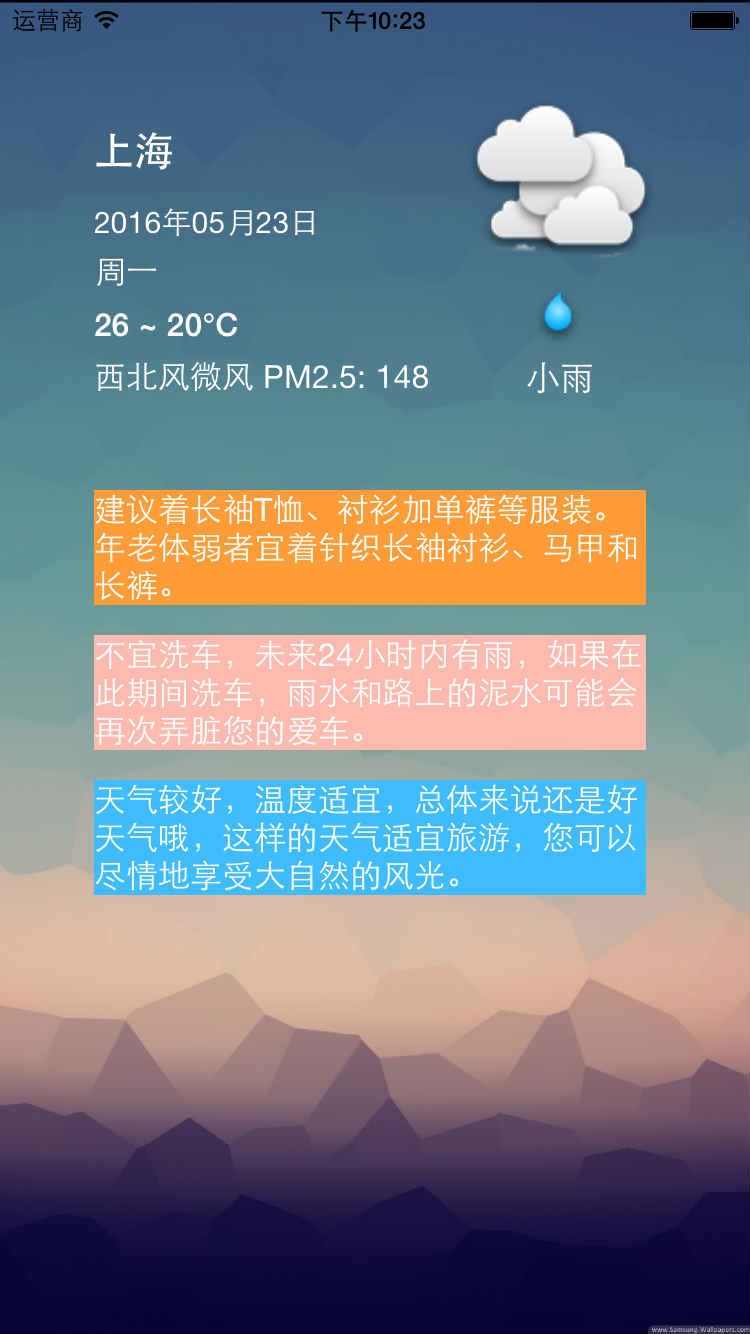 运营商 下午10:23
上海
2016年05月23日
周一
26 ~ 20°C
西北风微风 PM2.5: 148
小雨
建议着长袖T恤、衬衫加单裤等服装。
年老体弱者宜着针织长袖衬衫、马甲和
长裤。
不宜洗车，未来24小时内有雨，如果在
此期间洗车，雨水和路上的泥水可能会
再次弄脏您的爱车。
天气较好，温度适宜，总体来说还是好
天气哦，这样的天气适宜旅游，您可以
尽情地享受大自然的风光。
www.Samsung-Wallpapers.com